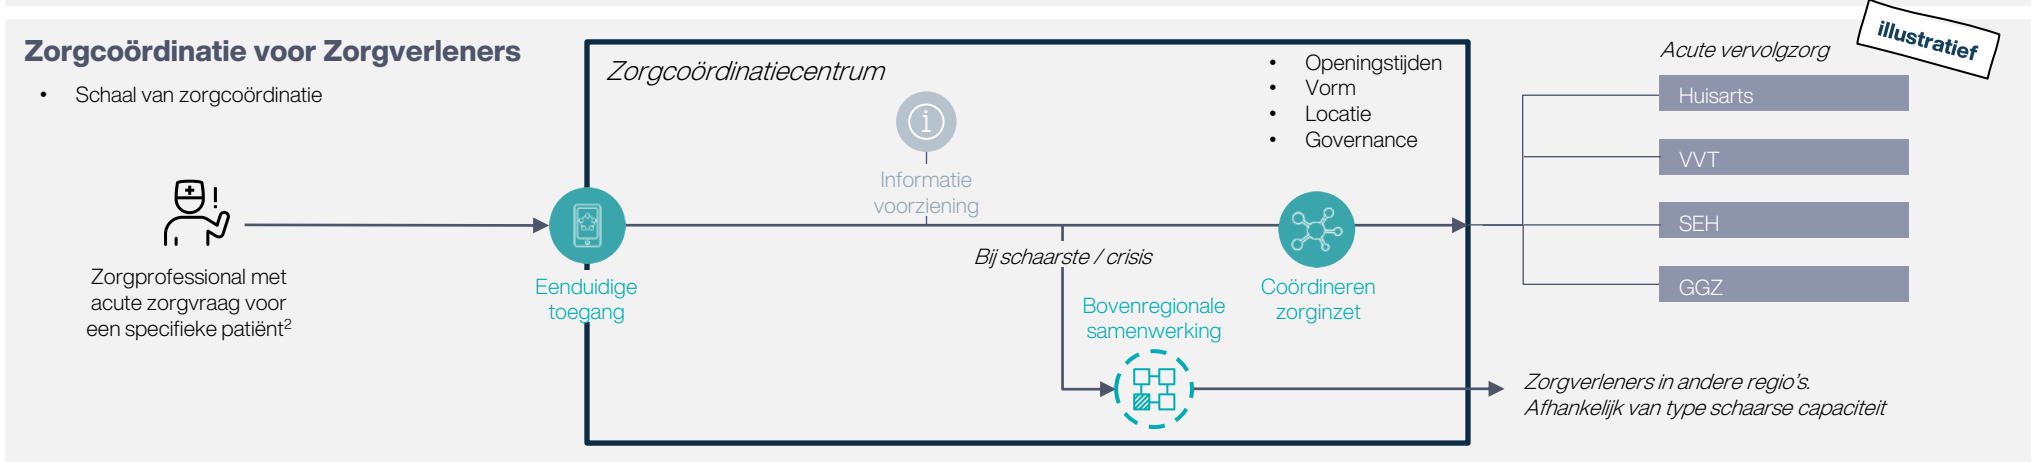 Zorgcoördinatie voor Zorgverleners
• Schaal van zorgcoördinatie
Zorgprofessional met
acute zorgvraag voor
een specifieke patiënt2
Zorgcoördinatiecentrum
Eenduidige
toegang
Informatie
voorziening
Bij schaarste / crisis
Bovenregionale
samenwerking
• Openingstijden
• Vorm
• Locatie
• Governance
Coördineren
zorginzet
illustratief
Acute vervolgzorg
Huisarts
VVT
SEH
GGZ
Zorgverleners in andere regio's.
Afhankelijk van type schaarse capaciteit